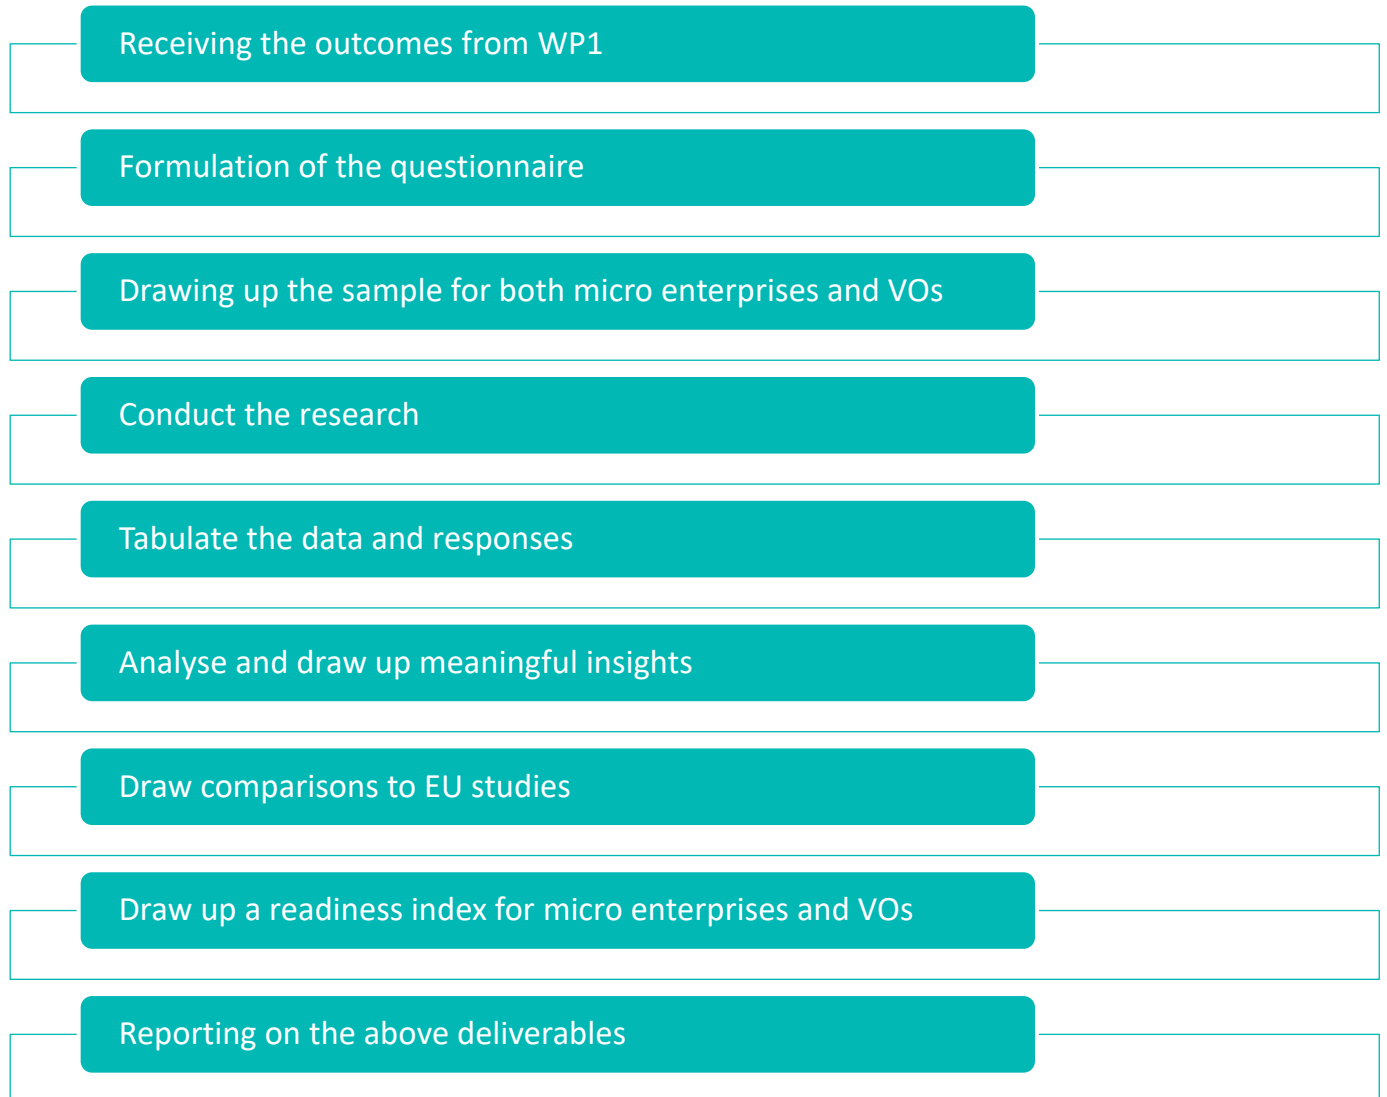 Receiving the outcomes from WP1
Formulation of the questionnaire
Drawing up the sample for both micro enterprises and VOs
Conduct the research
Tabulate the data and responses
Analyse and draw up meaningful insights
Draw comparisons to EU studies
Draw up a readiness index for micro enterprises and VOs
Reporting on the above deliverables